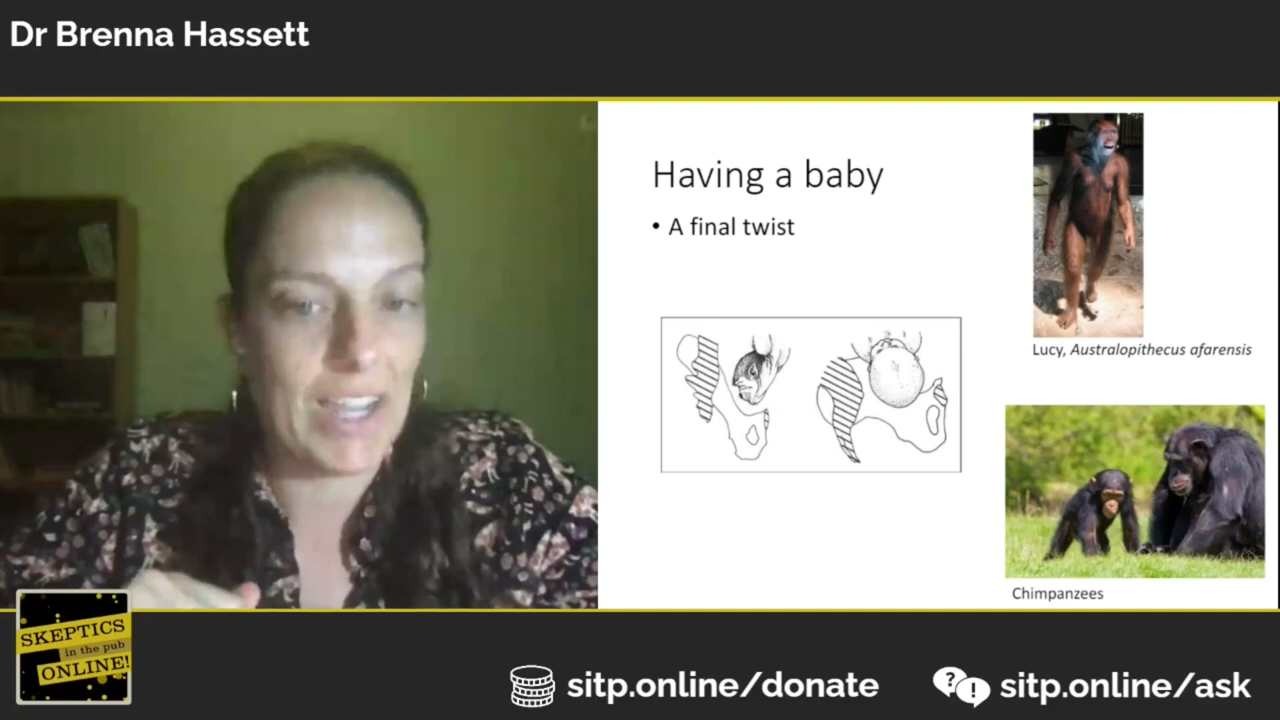 Dr Brenna Hassett
Having a baby
• A final twist
Lucy, Australopithecus afarensis
Chimpanzees
SKEPTICS
in the pub
ONLINE!
sitp.online/donate
? !
sitp.online/ask